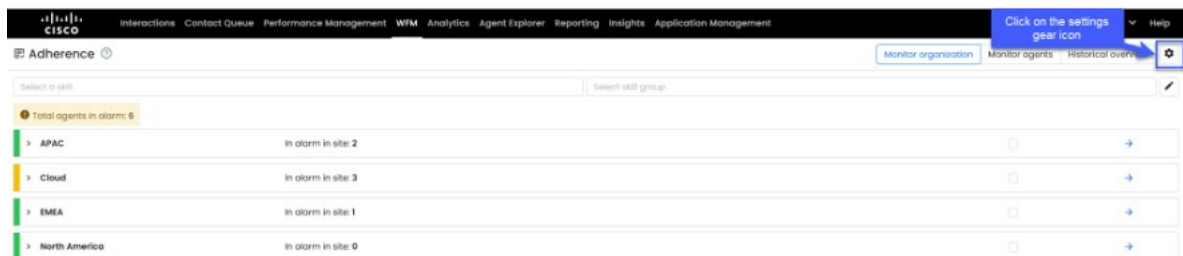 CISCO Interactions Contact Queue Performance Management WFM Analytics Agent Explorer Reporting Insights Application Management Help
Click on the settings
gear icon
Adherence Monitor organization Monitor agents Historical
Select a skill Select skill group
Total agents in alarm: 6
APAC In alarm in site: 2
Cloud In alarm in site: 3
EMEA In alarm in site: 1
North America In alarm in site: 0